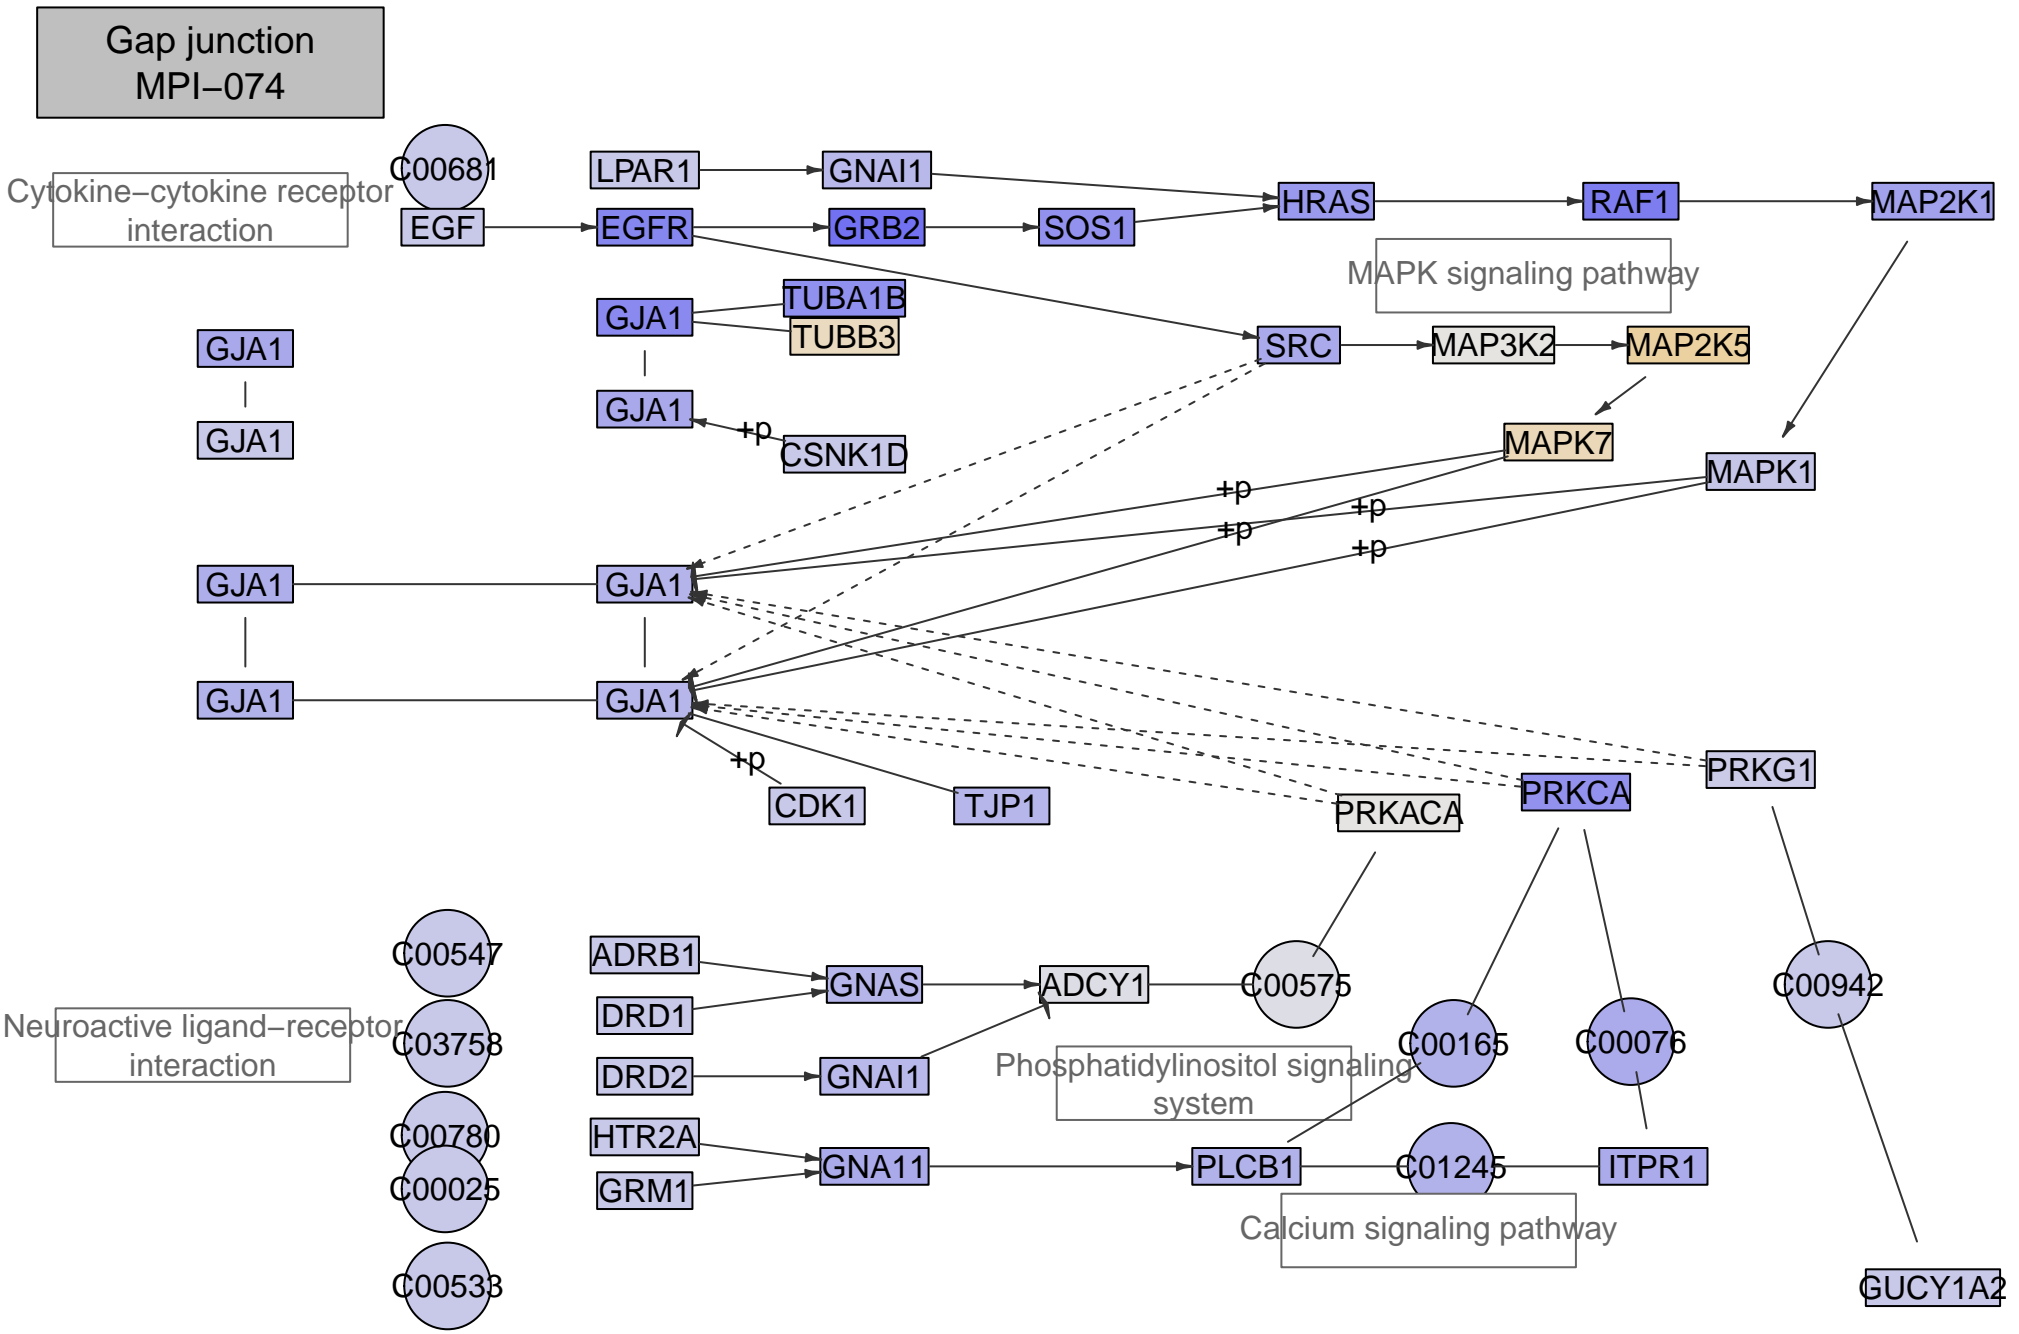 Gap junction
MPI−074
C00681
LPAR1
GNAI1
HRAS
RAF1
MAP2K1
Cytokine−cytokine receptor
interaction
EGF
EGFR
GRB2
SOS1
MAPK signaling pathway
GJA1
TUBA1B
TUBB3
GJA1
SRC
MAP3K2
MAP2K5
GJA1
+p
CSNK1D
GJA1
MAPK7
MAPK1
+p
+p
+p
+p
GJA1
GJA1
GJA1
GJA1
+p
CDK1
TJP1
PRKACA
PRKCA
PRKG1
C00547
ADRB1
GNAS
ADCY1
C00575
C00942
DRD1
Neuroactive ligand−receptor
interaction
C03758
C00165
C00076
DRD2
GNAI1
Phosphatidylinositol signaling
system
C00780
HTR2A
GNA11
PLCB1
C01245
ITPR1
C00025
GRM1
Calcium signaling pathway
C00533
GUCY1A2